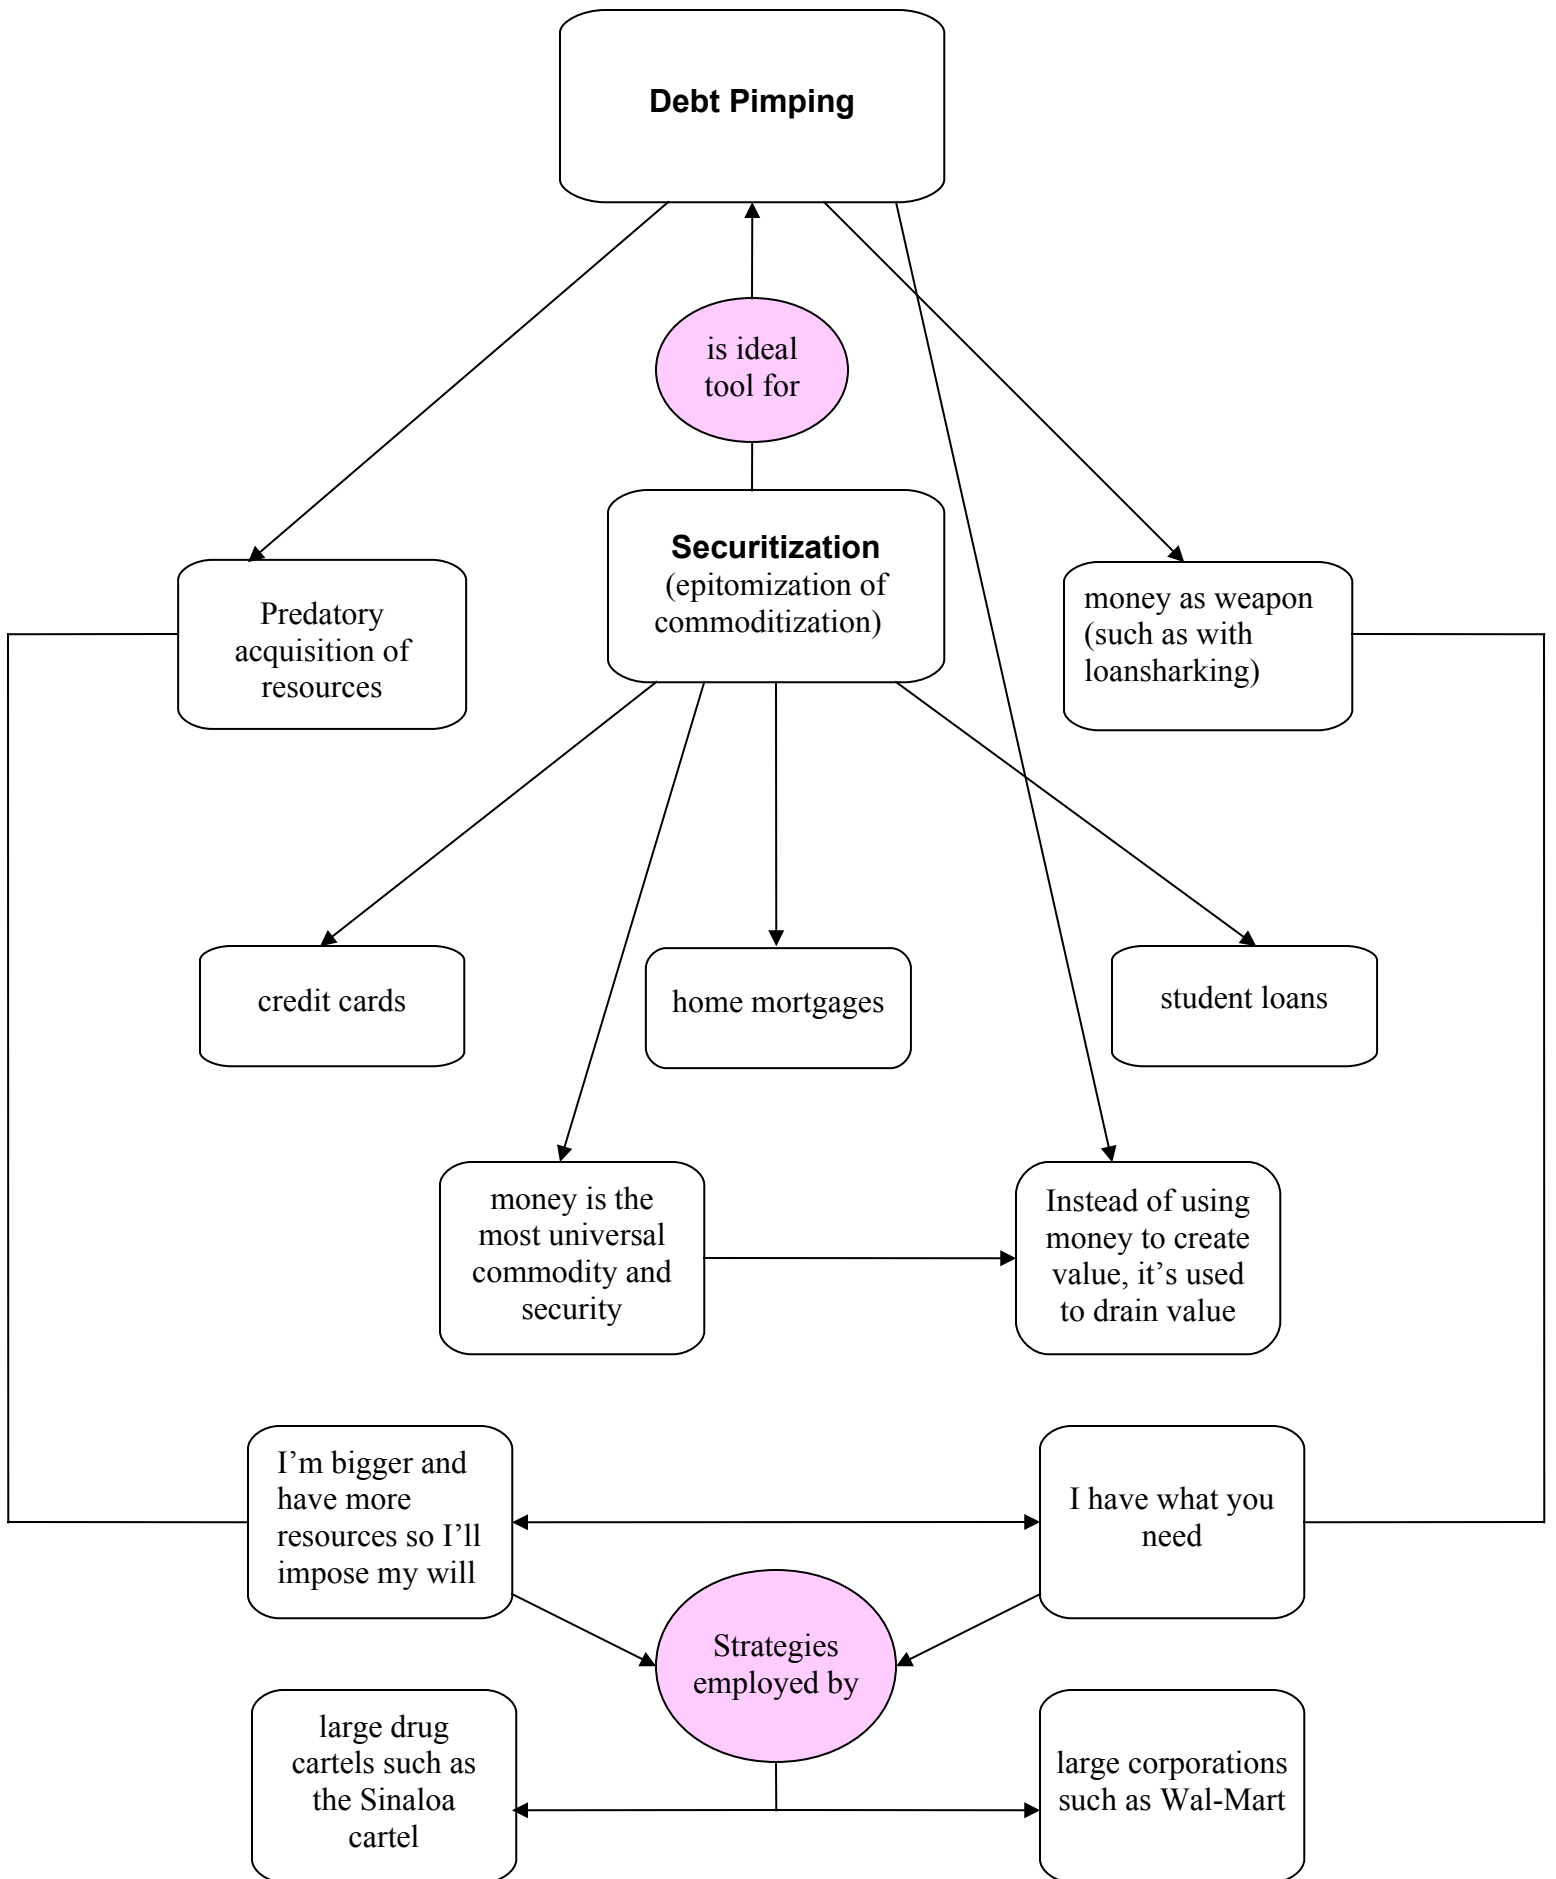 Debt Pimping
is ideal
tool for
Securitization
(epitomization of
commoditization)
Predatory
acquisition of
resources
money as weapon
(such as with
loansharking)
credit cards
home mortgages
student loans
money is the
most universal
commodity and
security
Instead of using
money to create
value, it’s used
to drain value
I’m bigger and
have more
resources so I’ll
impose my will
I have what you
need
Strategies
employed by
large drug
cartels such as
the Sinaloa
cartel
large corporations
such as Wal-Mart